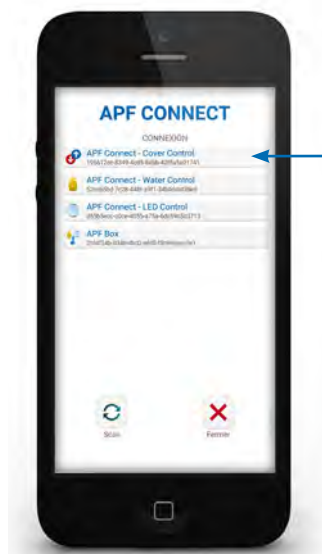 APF CONNECT
CONNEXION
APF Connect - Cover Control
APF Connect - Water Control
APF Connect - LED Control
APF Box
Scan
Fermer